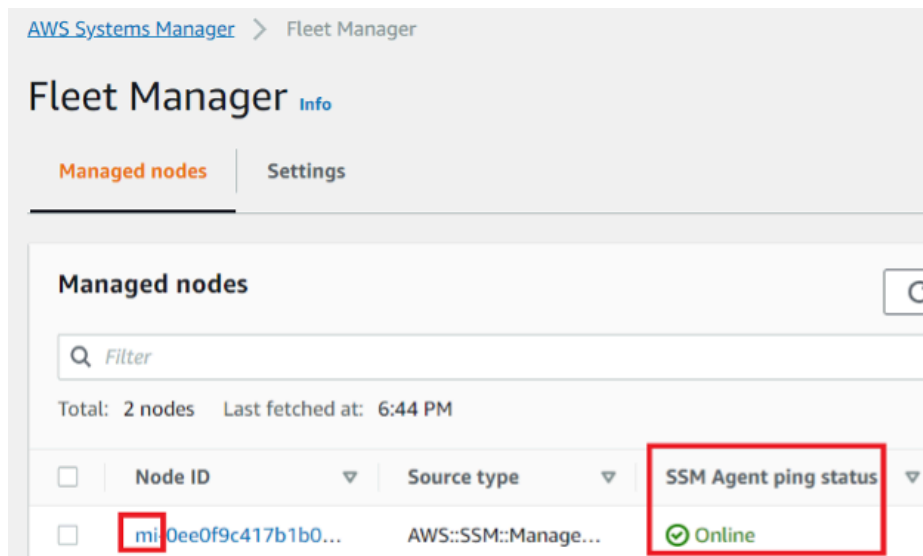 AWS Systems Manager > Fleet Manager
Fleet Manager Info
Managed nodes Settings
Managed nodes
Filter
Total: 2 nodes Last fetched at: 6:44 PM
Node ID Source type SSM Agent ping status
mi-0ee0f9c417b1b0... AWS::SSM::Manage... Online